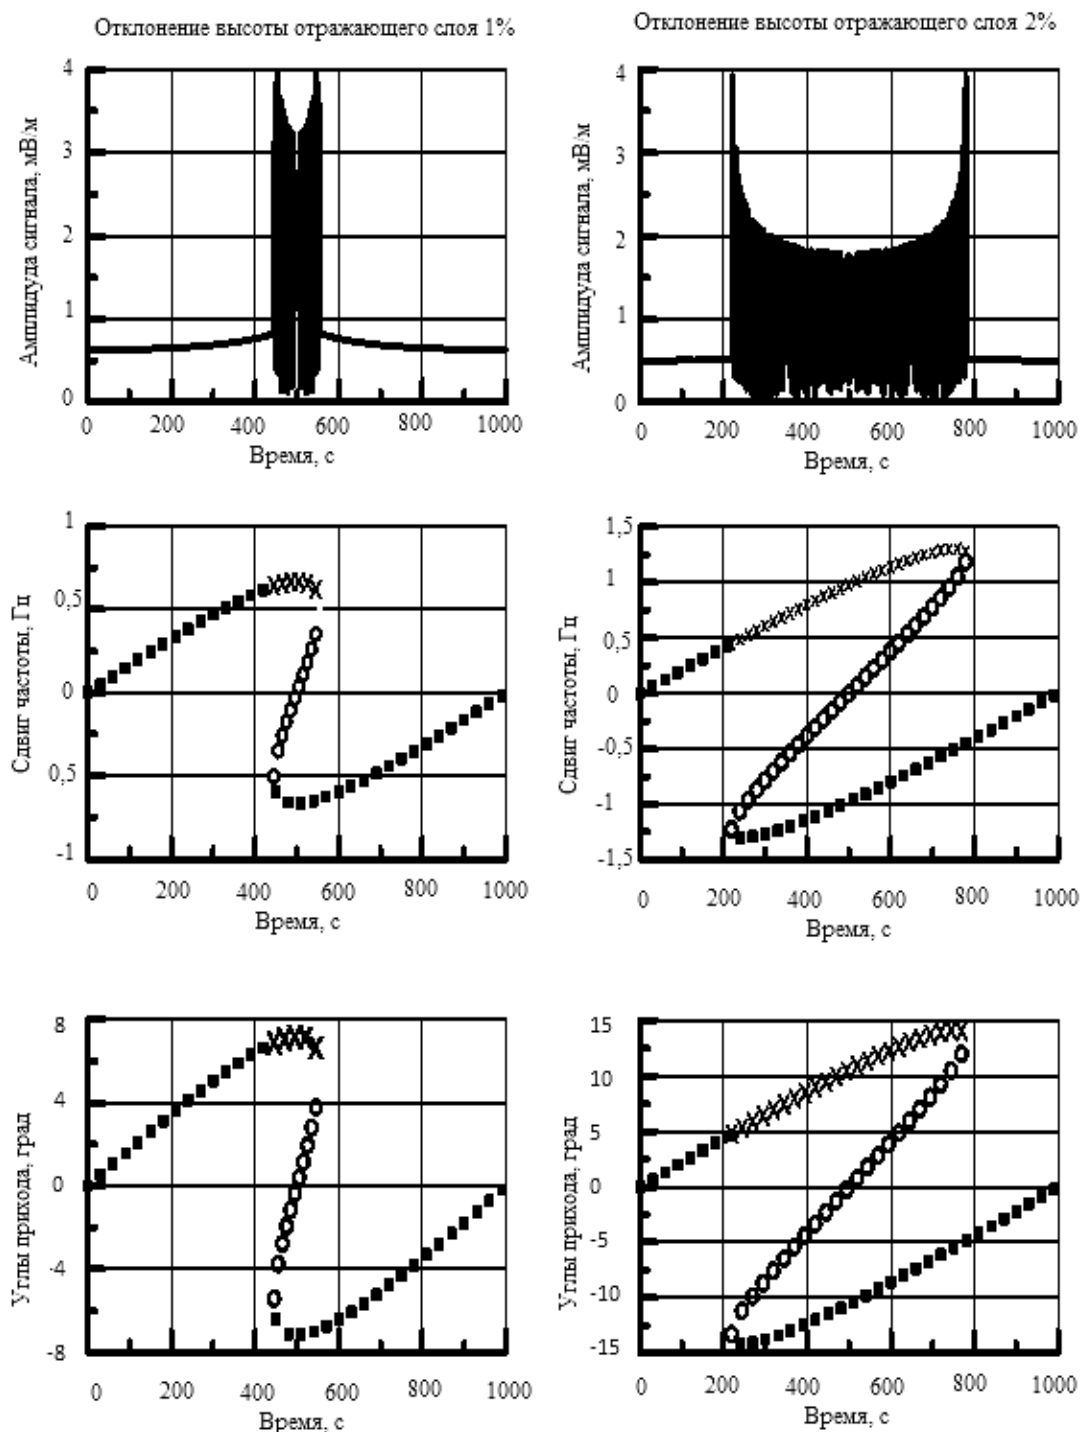 Отклонение высоты отражающего слоя 1%
Отклонение высоты отражающего слоя 2%
Амплидуда сигнала, мВ/м
4
3
2
1
0
0 200 400 600 800 1000
Время, с
Амплидуда сигнала, мВ/м
4
3
2
1
0
0 200 400 600 800 1000
Время, с
Сдвиг частоты, Гц
1
0,5
0
0,5
-1
0 200 400 600 800 1000
Время, с
Сдвиг частоты, Гц
1,5
1
0,5
0
-0,5
-1
-1,5
0 200 400 600 800 1000
Время, с
Углы прихода, град
8
4
0
-4
-8
0 200 400 600 800 1000
Время, с
Углы прихода, град
15
10
5
0
-5
-10
-15
0 200 400 600 800 1000
Время, с